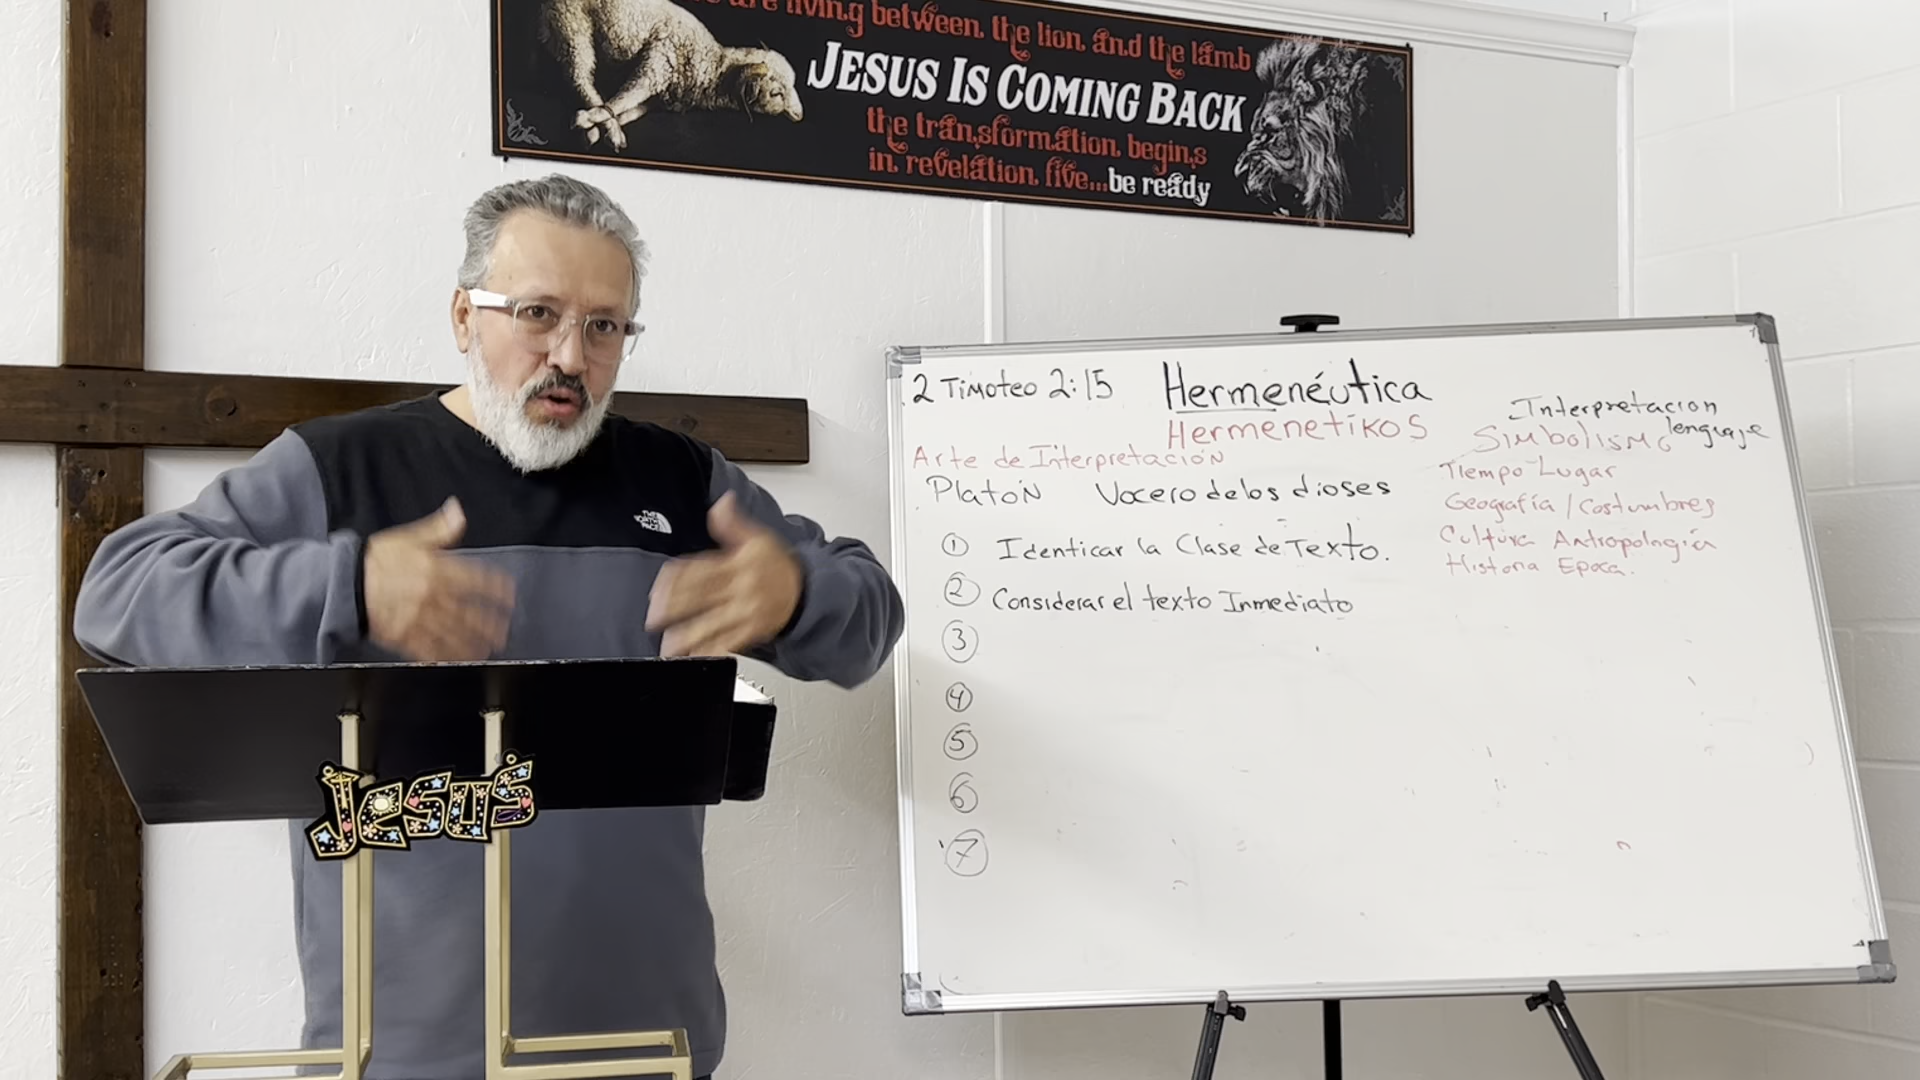 are living between the lion and the lamb
JESUS IS COMING BACK
the transformation begins
in revelation five...be ready
THE NORTH FACE
Jesus
2 Timoteo 2:15
Hermenéutica
Hermenetikos
Arte de Interpretación
Platon Vocero de los dioses
1 Identicar la Clase de Texto.
2 Considerar el texto Inmediato
3
4
5
6
7
Interpretacion
lenguaje
Simbolismo
Tiempo Lugar
Geografía / Costumbres
Cultura Antropología
Historia Epoca.